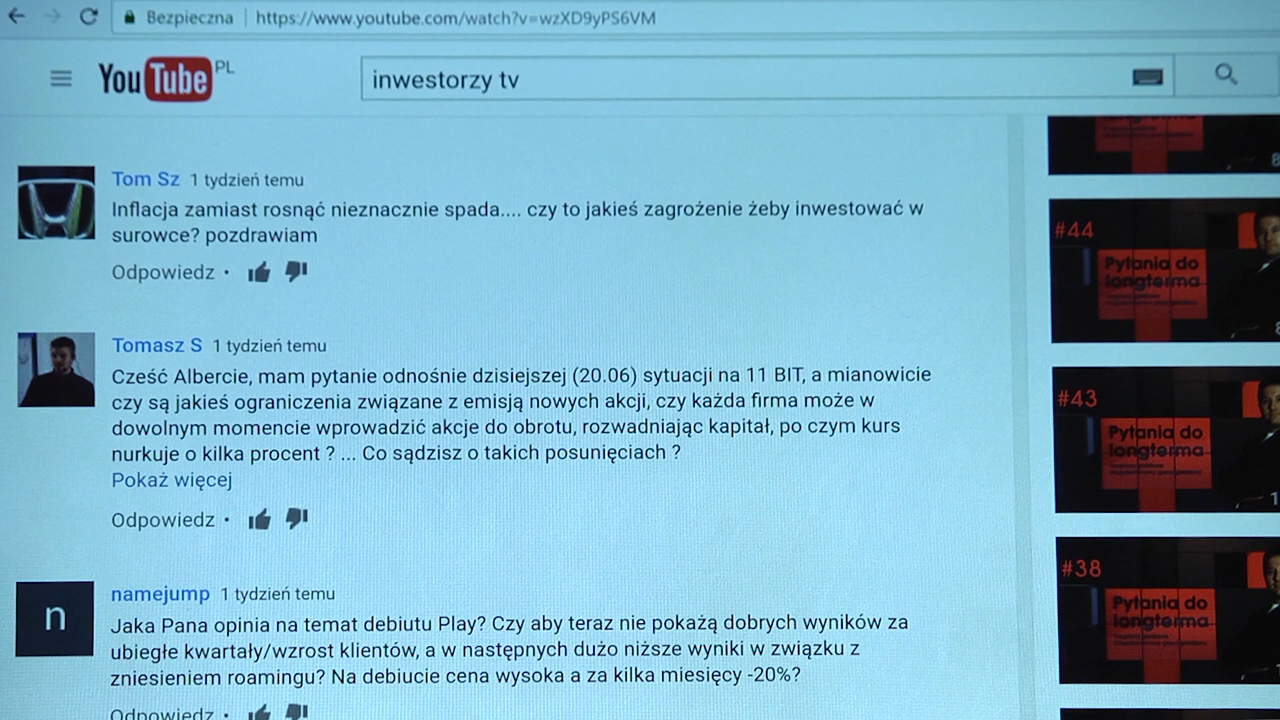 Bezpieczna
https://www.youtube.com/watch?v=wzXD9yPS6VM
YouTube PL
inwestorzy tv
Tom Sz 1 tydzień temu
Inflacja zamiast rosnąć nieznacznie spada.... czy to jakieś zagrożenie żeby inwestować w
surowce? pozdrawiam
Odpowiedz •
Tomasz S 1 tydzień temu
Cześć Albercie, mam pytanie odnośnie dzisiejszej (20.06) sytuacji na 11 BIT, a mianowicie
czy są jakieś ograniczenia związane z emisją nowych akcji, czy każda firma może w
dowolnym momencie wprowadzić akcje do obrotu, rozwadniając kapitał, po czym kurs
nurkuje o kilka procent ? ... Co sądzisz o takich posunięciach ?
Pokaż więcej
Odpowiedz •
n
namejump 1 tydzień temu
Jaka Pana opinia na temat debiutu Play? Czy aby teraz nie pokażą dobrych wyników za
ubiegłe kwartały/wzrost klientów, a w następnych dużo niższe wyniki w związku z
zniesieniem roamingu? Na debiucie cena wysoka a za kilka miesięcy -20%?
Odpowiedz •
#44
Pytania do
longterma
#43
Pytania do
longterma
#38
Pytania do
longterma